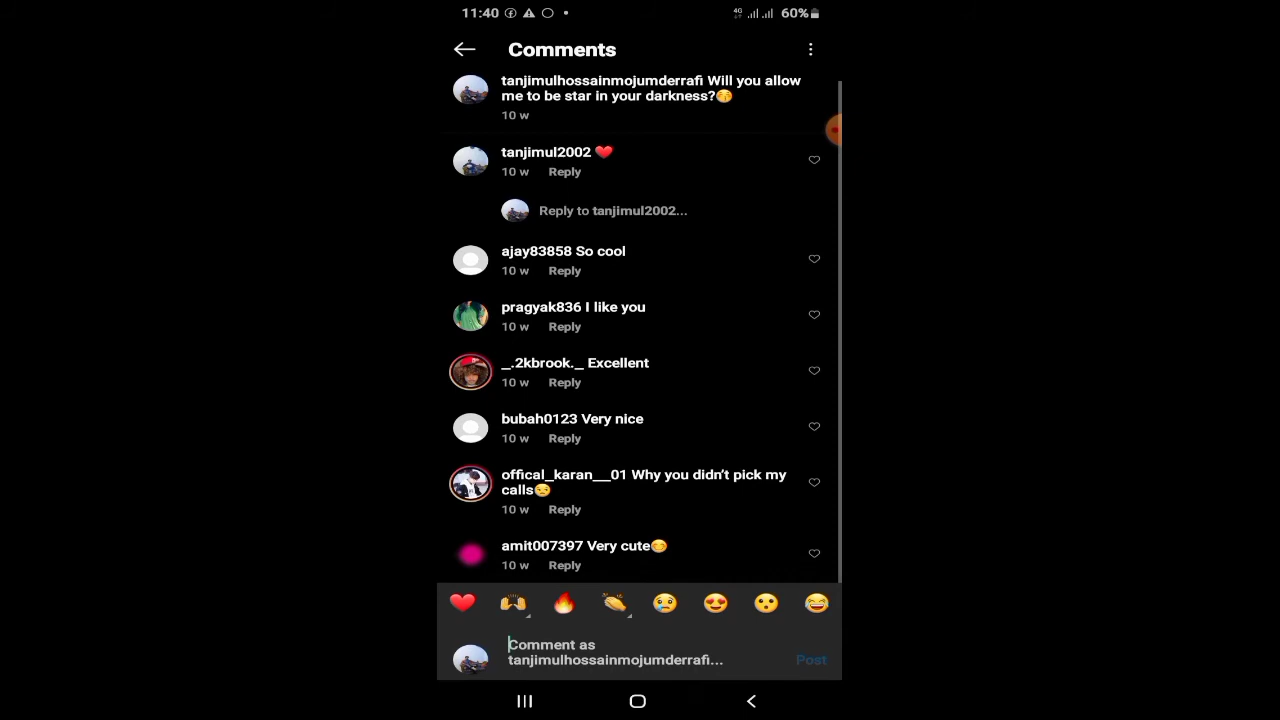 11:40
4G
60%
Comments
tanjimulhossainmojumderrafi Will you allow
me to be star in your darkness?😚
10 w
tanjimul2002 ❤️
10 w Reply
Reply to tanjimul2002...
ajay83858 So cool
10 w Reply
pragyak836 I like you
10 w Reply
_.2kbrook._ Excellent
10 w Reply
bubah0123 Very nice
10 w Reply
offical_karan__01 Why you didn't pick my
calls😒
10 w Reply
amit007397 Very cute😊
10 w Reply
❤️ 🙌 🔥 👏 😢 😍 😮 😂
Comment as
tanjimulhossainmojumderrafi...
Post